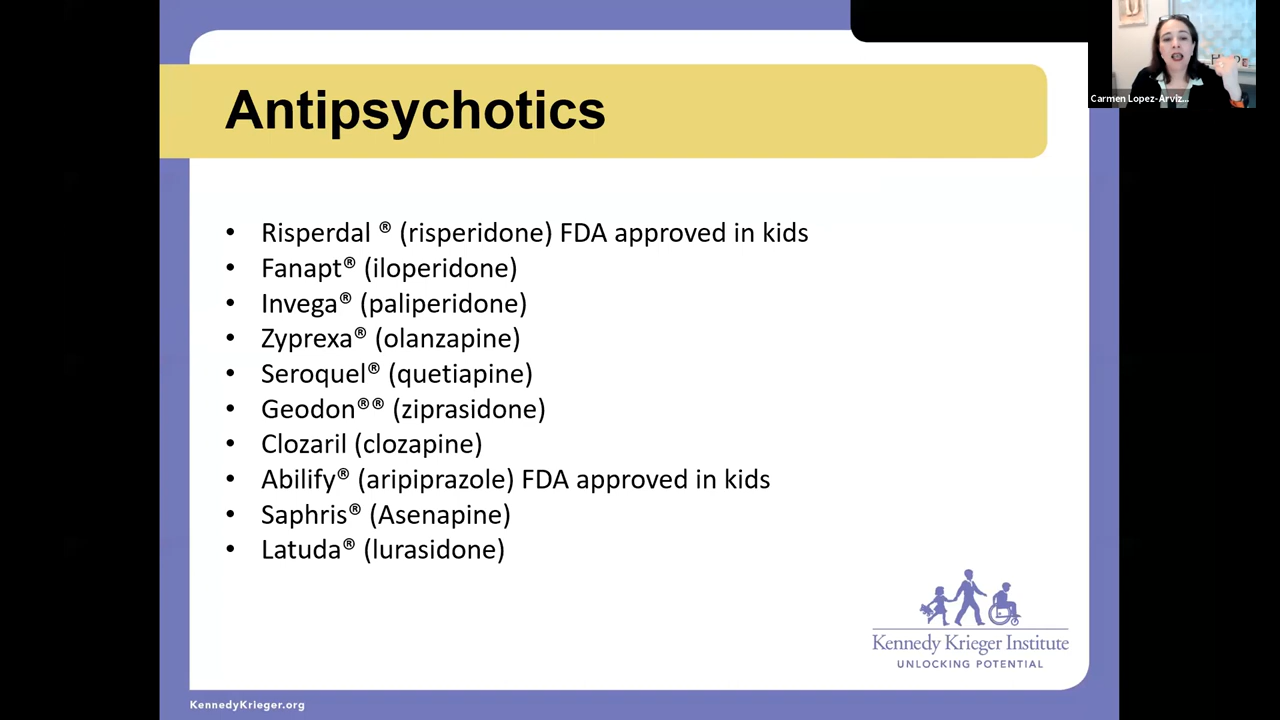 Antipsychotics
• Risperdal ® (risperidone) FDA approved in kids
• Fanapt® (iloperidone)
• Invega® (paliperidone)
• Zyprexa® (olanzapine)
• Seroquel® (quetiapine)
• Geodon®® (ziprasidone)
• Clozaril (clozapine)
• Abilify® (aripiprazole) FDA approved in kids
• Saphris® (Asenapine)
• Latuda® (lurasidone)
Kennedy Krieger Institute
UNLOCKING POTENTIAL
KennedyKrieger.org
Carmen Lopez-Arviz...